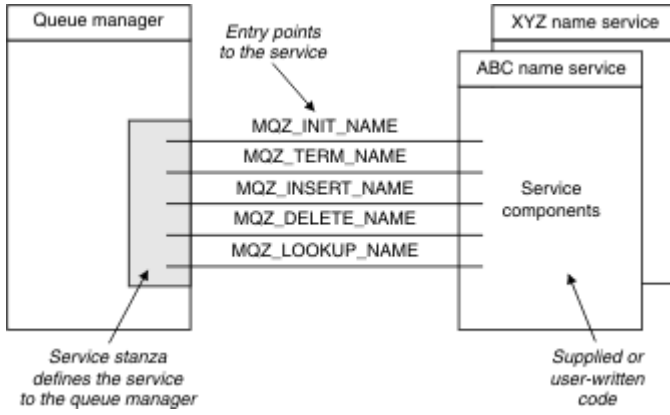 Queue manager
XYZ name service
Entry points
to the service
ABC name service
MQZ_INIT_NAME
MQZ_TERM_NAME
MQZ_INSERT_NAME
MQZ_DELETE_NAME
MQZ_LOOKUP_NAME
Service
components
Service stanza
defines the service
to the queue manager
Supplied or
user-written
code